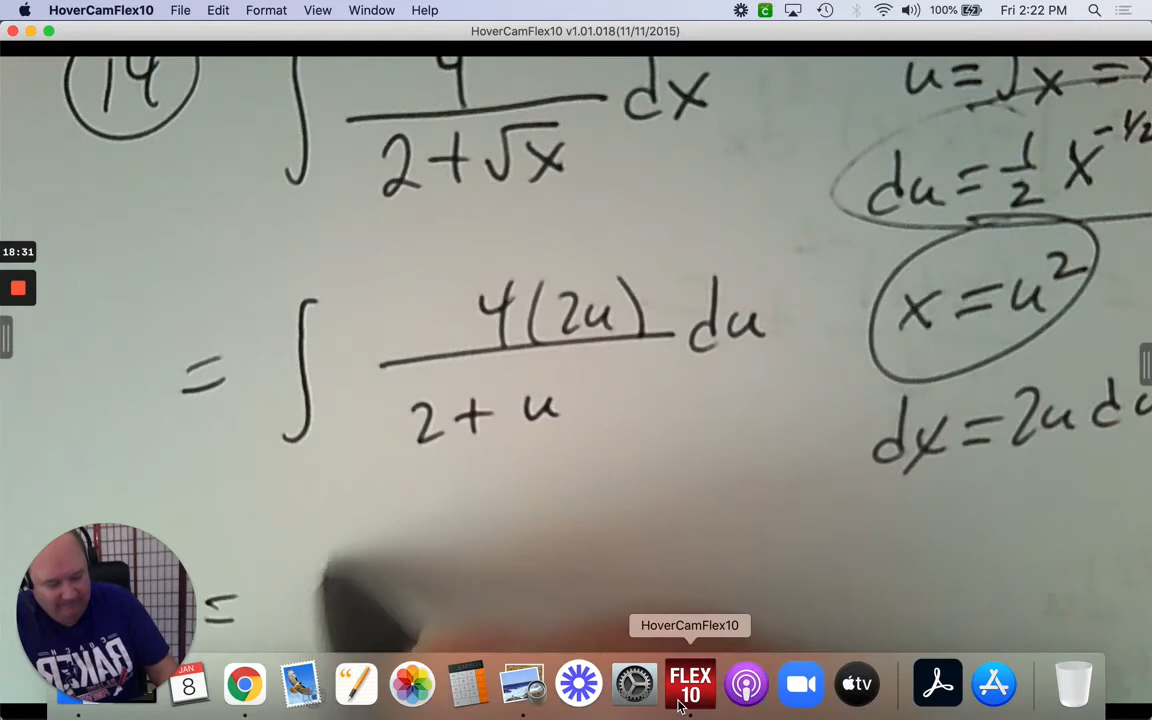 HoverCamFlex10 File Edit Format View Window Help 100% Fri 2:22 PM
HoverCamFlex10 v1.01.018(11/11/2015)
14 ∫ 4/(2+√x) dx
u=√x =
du = 1/2 x^-1/2
18:31
= ∫ 4(2u)/(2+u) du
x=u²
dx=2u du
=
HoverCamFlex10
BAKER
JAN
8
FLEX
10
tv